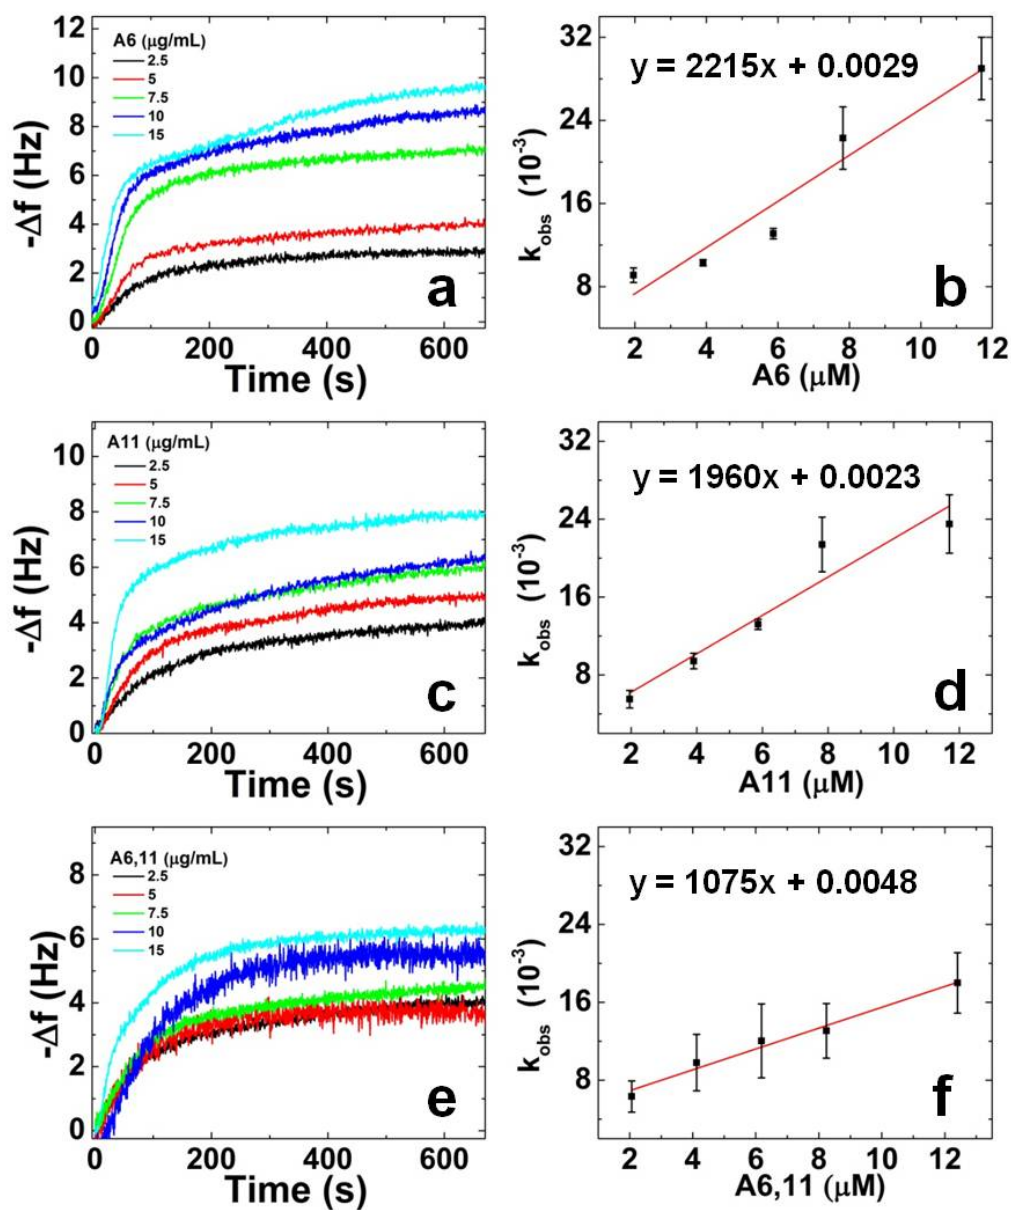 A6 (μg/mL)
2.5
5
7.5
10
15
12
10
8
6
4
2
0
-Δf (Hz)
0 200 400 600
Time (s)
a
y = 2215x + 0.0029
32
24
16
8
k_obs (10^-3)
2 4 6 8 10 12
A6 (μM)
b
A11 (μg/mL)
2.5
5
7.5
10
15
10
8
6
4
2
0
-Δf (Hz)
0 200 400 600
Time (s)
c
y = 1960x + 0.0023
32
24
16
8
k_obs (10^-3)
2 4 6 8 10 12
A11 (μM)
d
A6,11 (μg/mL)
2.5
5
7.5
10
15
8
6
4
2
0
-Δf (Hz)
0 200 400 600
Time (s)
e
y = 1075x + 0.0048
32
24
16
8
k_obs (10^-3)
2 4 6 8 10 12
A6,11 (μM)
f